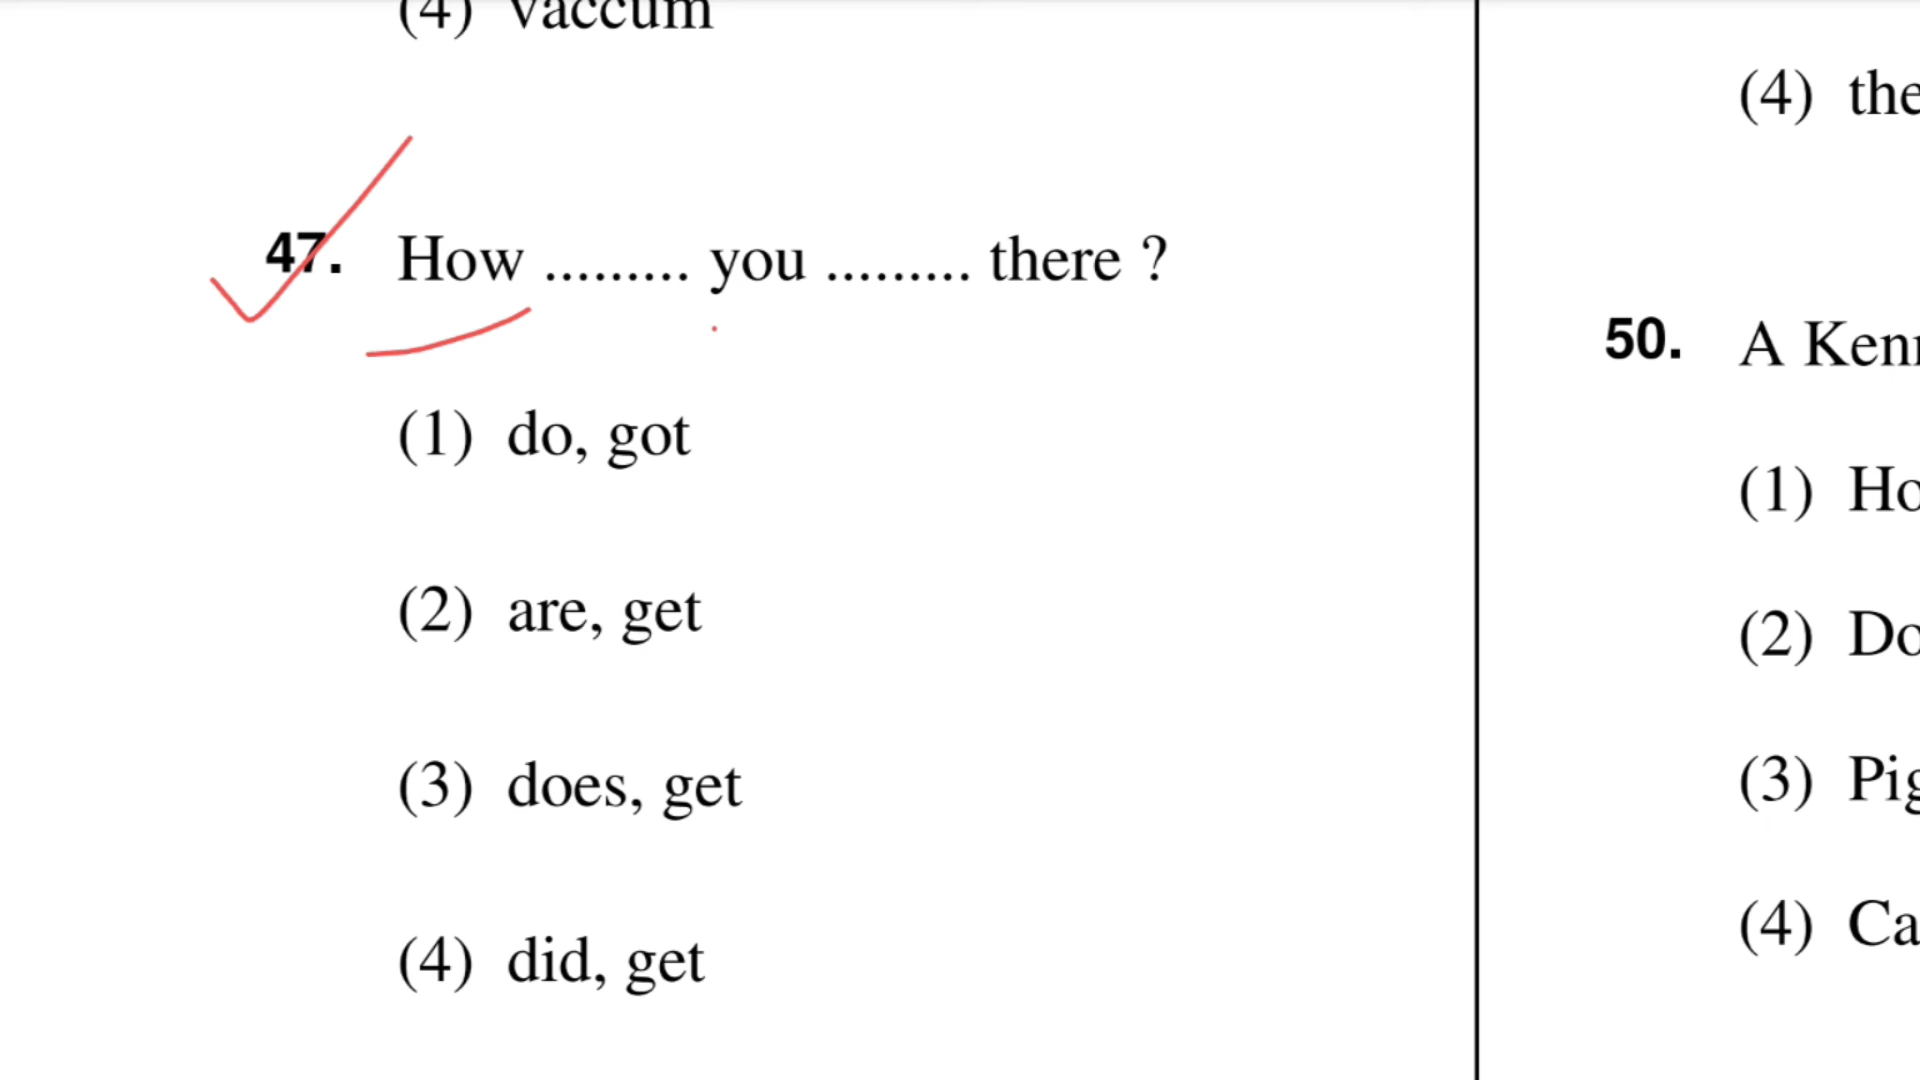 (4) vaccum
47. How ......... you ......... there ?
(1) do, got
(2) are, get
(3) does, get
(4) did, get
(4) the
50. A Ken
(1) Ho
(2) Do
(3) Pig
(4) Ca